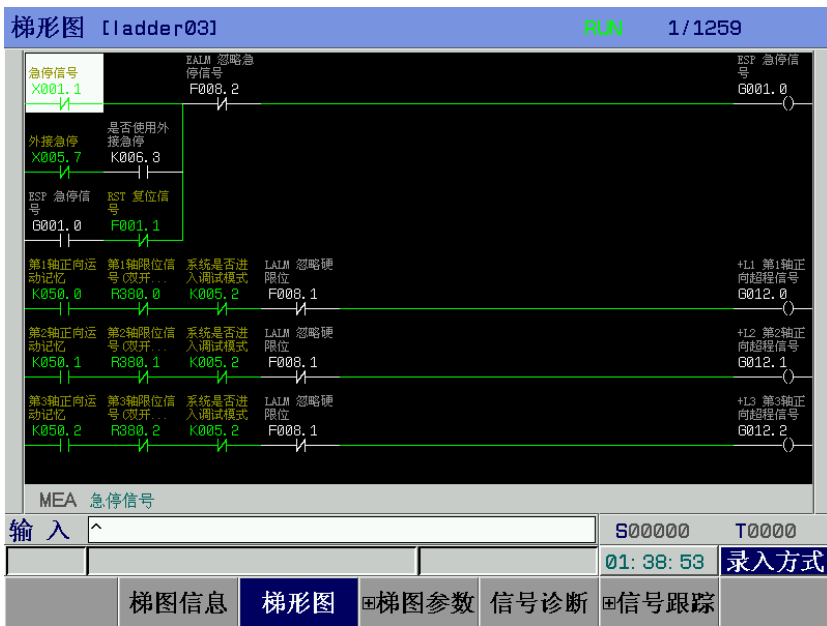 梯形图 [ladder03] RUN 1/1259
急停信号 EALM 忽略急停信号 ESP 急停信号
X001.1 F008.2 G001.0
外接急停 是否使用外接急停
X005.7 K006.3
ESP 急停信号 RST 复位信号
G001.0 F001.1
第1轴正向运动记忆 第1轴限位信号(双开... 系统是否进入调试模式 LALM 忽略硬限位 +L1 第1轴正向超程信号
K050.0 R380.0 K005.2 F008.1 G012.0
第2轴正向运动记忆 第2轴限位信号(双开... 系统是否进入调试模式 LALM 忽略硬限位 +L2 第2轴正向超程信号
K050.1 R380.1 K005.2 F008.1 G012.1
第3轴正向运动记忆 第3轴限位信号(双开... 系统是否进入调试模式 LALM 忽略硬限位 +L3 第3轴正向超程信号
K050.2 R380.2 K005.2 F008.1 G012.2
MEA 急停信号
输 入 ^ S00000 T0000
01:38:53 录入方式
梯图信息 梯形图 ⊞梯图参数 信号诊断 ⊞信号跟踪